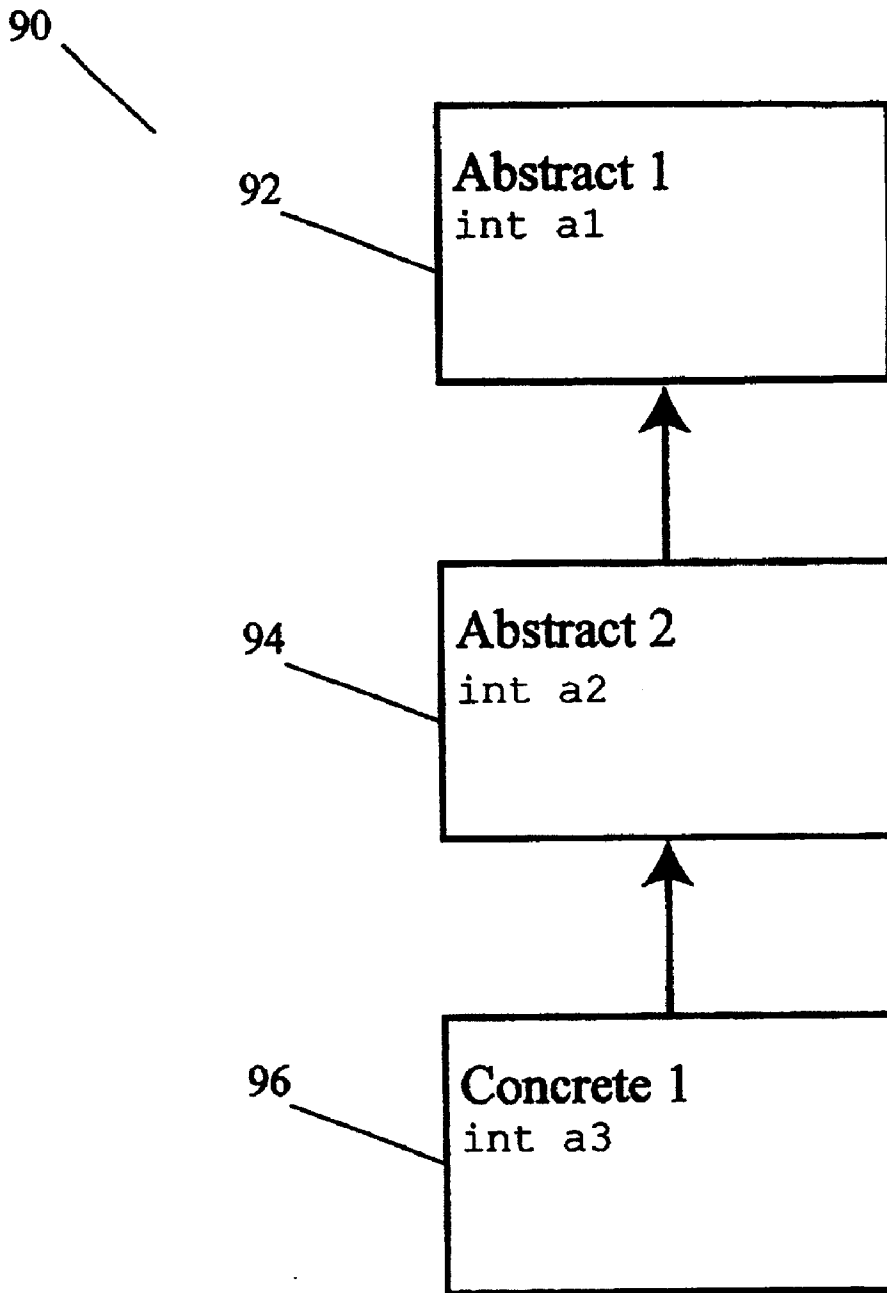 90
92
Abstract 1
int a1
94
Abstract 2
int a2
96
Concrete 1
int a3